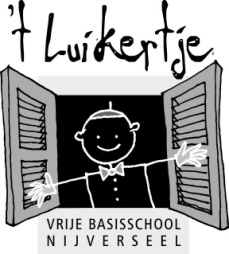 't Luikertje
VRIJE BASISSCHOOL
NIJVERSEEL